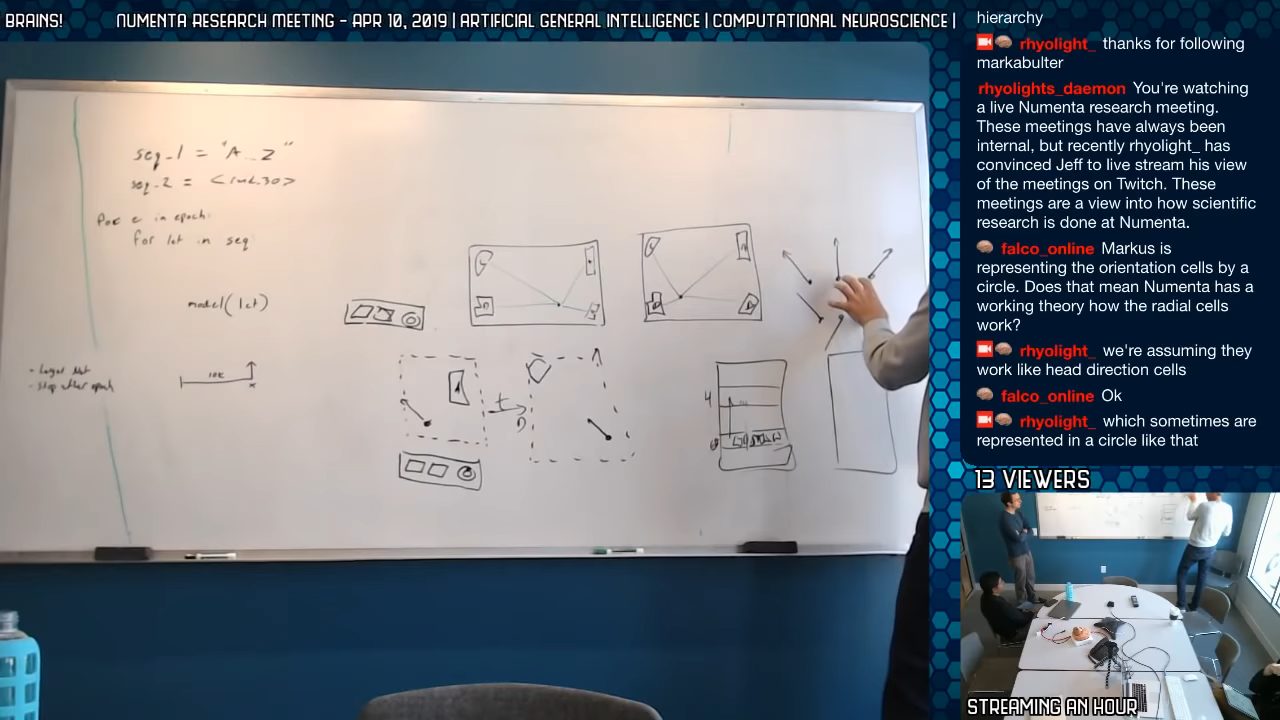 BRAINS! NUMENTA RESEARCH MEETING - APR 10, 2019 | ARTIFICIAL GENERAL INTELLIGENCE | COMPUTATIONAL NEUROSCIENCE |
seq_1 = "A...Z"
seq_2 =
For e in epoch:
for let in seq
model(let)
10k
4
hierarchy
rhyolight_ thanks for following
markabulter
rhyolights_daemon You're watching
a live Numenta research meeting.
These meetings have always been
internal, but recently rhyolight_ has
convinced Jeff to live stream his view
of the meetings on Twitch. These
meetings are a view into how scientific
research is done at Numenta.
falco_online Markus is
representing the orientation cells by a
circle. Does that mean Numenta has a
working theory how the radial cells
work?
rhyolight_ we're assuming they
work like head direction cells
falco_online Ok
rhyolight_ which sometimes are
represented in a circle like that
13 VIEWERS
STREAMING AN HOUR